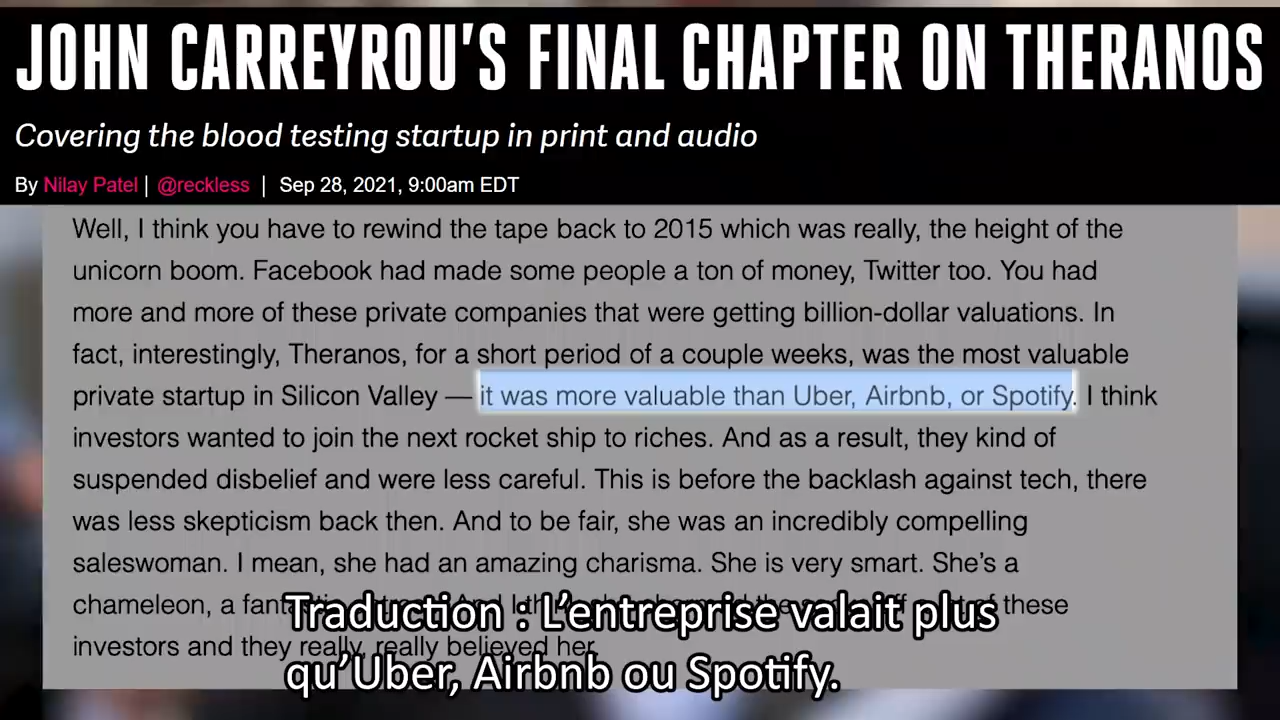 JOHN CARREYROU'S FINAL CHAPTER ON THERANOS
Covering the blood testing startup in print and audio
By Nilay Patel | @reckless | Sep 28, 2021, 9:00am EDT
Well, I think you have to rewind the tape back to 2015 which was really, the height of the
unicorn boom. Facebook had made some people a ton of money, Twitter too. You had
more and more of these private companies that were getting billion-dollar valuations. In
fact, interestingly, Theranos, for a short period of a couple weeks, was the most valuable
private startup in Silicon Valley — it was more valuable than Uber, Airbnb, or Spotify. I think
investors wanted to join the next rocket ship to riches. And as a result, they kind of
suspended disbelief and were less careful. This is before the backlash against tech, there
was less skepticism back then. And to be fair, she was an incredibly compelling
saleswoman. I mean, she had an amazing charisma. She is very smart. She's a
chameleon, a of these
investors and they really, really believed her
Traduction : L'entreprise valait plus
qu'Uber, Airbnb ou Spotify.